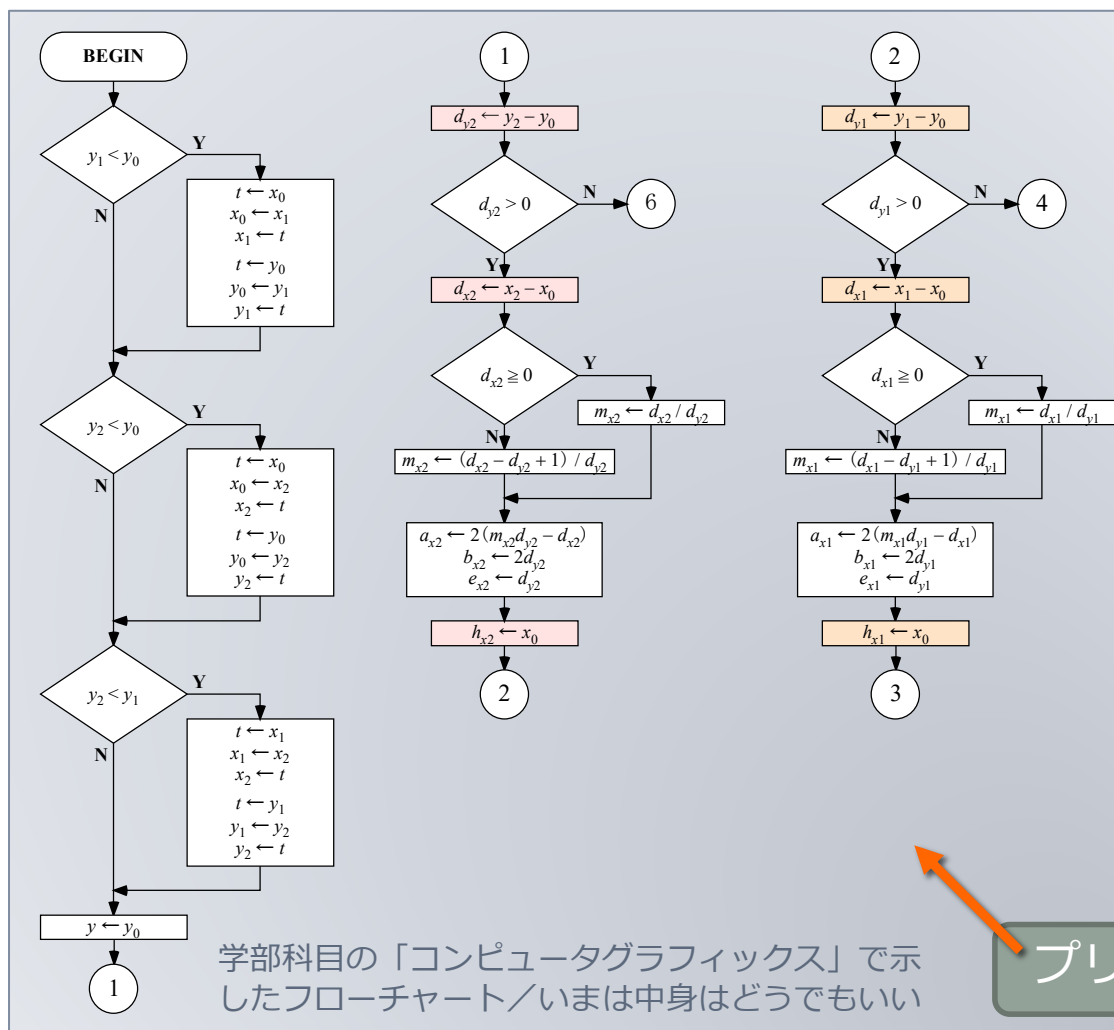 BEGIN
y₁ < y₀
Y
N
t ← x₀
x₀ ← x₁
x₁ ← t
t ← y₀
y₀ ← y₁
y₁ ← t
y₂ < y₀
Y
N
t ← x₀
x₀ ← x₂
x₂ ← t
t ← y₀
y₀ ← y₂
y₂ ← t
y₂ < y₁
Y
N
t ← x₁
x₁ ← x₂
x₂ ← t
t ← y₁
y₁ ← y₂
y₂ ← t
y ← y₀
1
1
d_y2 ← y₂ − y₀
d_y2 > 0
N
6
Y
d_x2 ← x₂ − x₀
d_x2 ≧ 0
Y
m_x2 ← d_x2 / d_y2
N
m_x2 ← (d_x2 − d_y2 + 1) / d_y2
a_x2 ← 2(m_x2d_y2 − d_x2)
b_x2 ← 2d_y2
e_x2 ← d_y2
h_x2 ← x₀
2
2
d_y1 ← y₁ − y₀
d_y1 > 0
N
4
Y
d_x1 ← x₁ − x₀
d_x1 ≧ 0
Y
m_x1 ← d_x1 / d_y1
N
m_x1 ← (d_x1 − d_y1 + 1) / d_y1
a_x1 ← 2(m_x1d_y1 − d_x1)
b_x1 ← 2d_y1
e_x1 ← d_y1
h_x1 ← x₀
3
学部科目の「コンピュータグラフィックス」で示
したフローチャート／いまは中身はどうでもいい
プリ